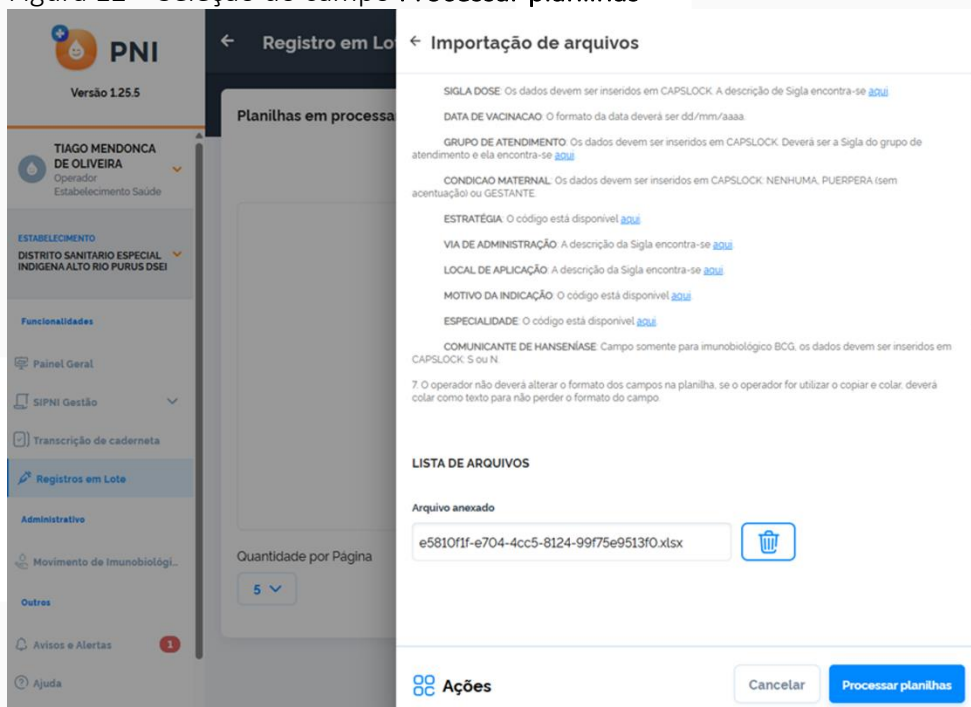 Figura 22 - Seleção do campo Processar planilhas
PNI
Versão 1.25.5
TIAGO MENDONCA
DE OLIVEIRA
Operador
Estabelecimento Saúde
ESTABELECIMENTO
DISTRITO SANITARIO ESPECIAL
INDIGENA ALTO RIO PURUS DSEI
Funcionalidades
Painel Geral
SIPNI Gestão
Transcrição de caderneta
Registros em Lote
Administrativo
Movimento de Imunobiológi...
Outros
Avisos e Alertas 1
Ajuda
Registro em Lo
Planilhas em processa
Quantidade por Página
5
Importação de arquivos
SIGLA DOSE: Os dados devem ser inseridos em CAPSLOCK. A descrição de Sigla encontra-se aqui.
DATA DE VACINACAO: O formato da data deverá ser dd/mm/aaaa.
GRUPO DE ATENDIMENTO: Os dados devem ser inseridos em CAPSLOCK. Deverá ser a Sigla do grupo de
atendimento e ela encontra-se aqui.
CONDICAO MATERNAL: Os dados devem ser inseridos em CAPSLOCK: NENHUMA, PUERPERA (sem
acentuação) ou GESTANTE.
ESTRATÉGIA: O código está disponível aqui.
VIA DE ADMINISTRAÇÃO: A descrição da Sigla encontra-se aqui.
LOCAL DE APLICAÇÃO: A descrição da Sigla encontra-se aqui.
MOTIVO DA INDICAÇÃO: O código está disponível aqui.
ESPECIALIDADE: O código está disponível aqui.
COMUNICANTE DE HANSENÍASE: Campo somente para imunobiológico BCG, os dados devem ser inseridos em
CAPSLOCK: S ou N.
7. O operador não deverá alterar o formato dos campos na planilha, se o operador for utilizar o copiar e colar, deverá
colar como texto para não perder o formato do campo.
LISTA DE ARQUIVOS
Arquivo anexado
e5810f1f-e704-4cc5-8124-99f75e9513f0.xlsx
Ações
Cancelar
Processar planilhas